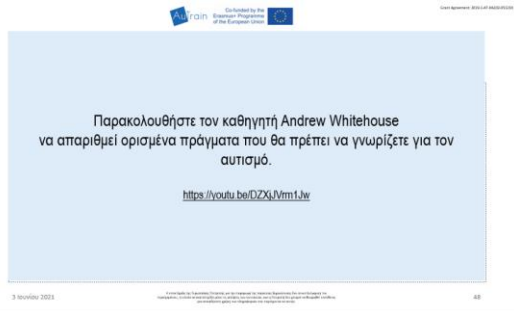 AuTrain
Co-funded by the
Erasmus+ Programme
of the European Union
Παρακολουθήστε τον καθηγητή Andrew Whitehouse
να απαριθμεί ορισμένα πράγματα που θα πρέπει να γνωρίζετε για τον
αυτισμό.
https://youtu.be/DZXjJVrm1Jw
3 Ιουνίου 2021
48